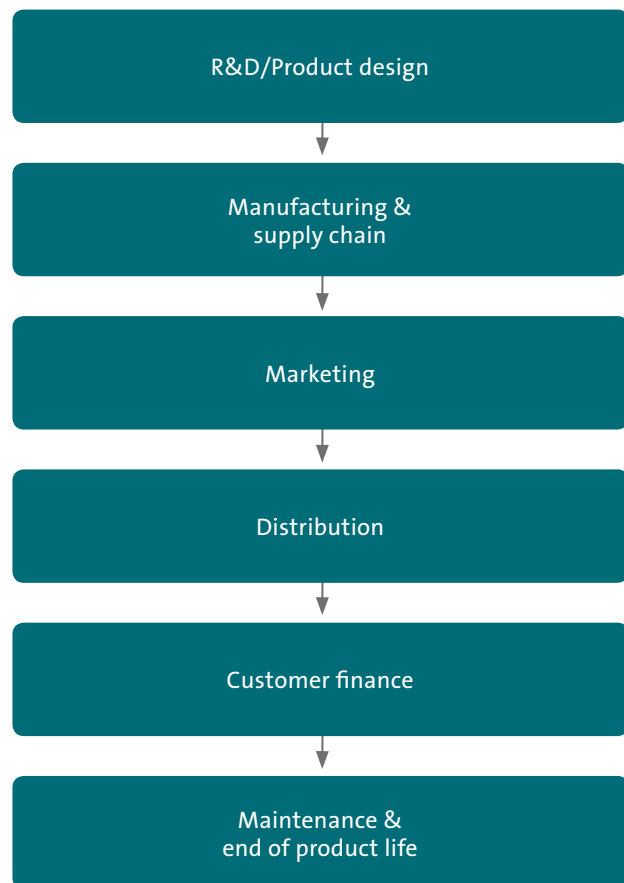 R&D/Product design
Manufacturing &
supply chain
Marketing
Distribution
Customer finance
Maintenance &
end of product life